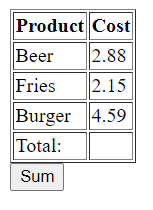 Product Cost
Beer 2.88
Fries 2.15
Burger 4.59
Total:
Sum